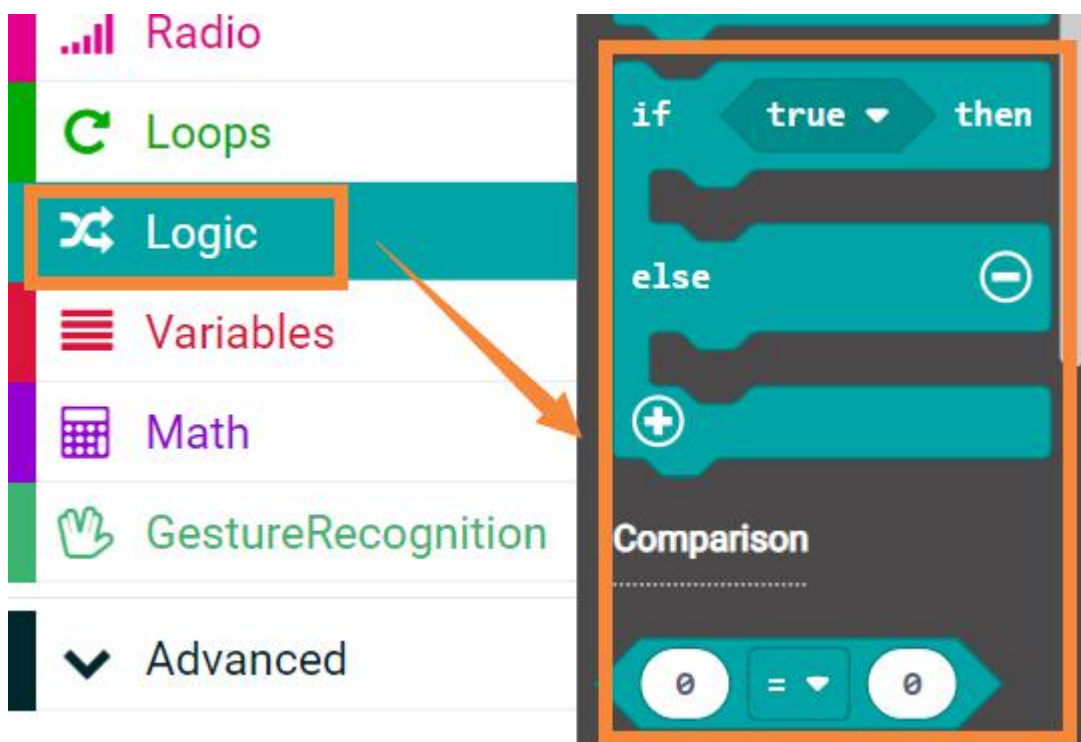 Radio
Loops
Logic
Variables
Math
GestureRecognition
Advanced
if true then
else
Comparison
0 = 0